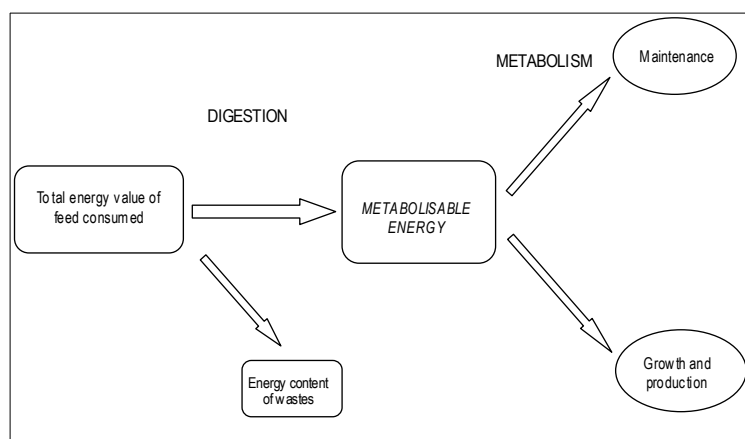 METABOLISM
Maintenance
DIGESTION
Total energy value of
feed consumed
METABOLISABLE
ENERGY
Energy content
of wastes
Growth and
production